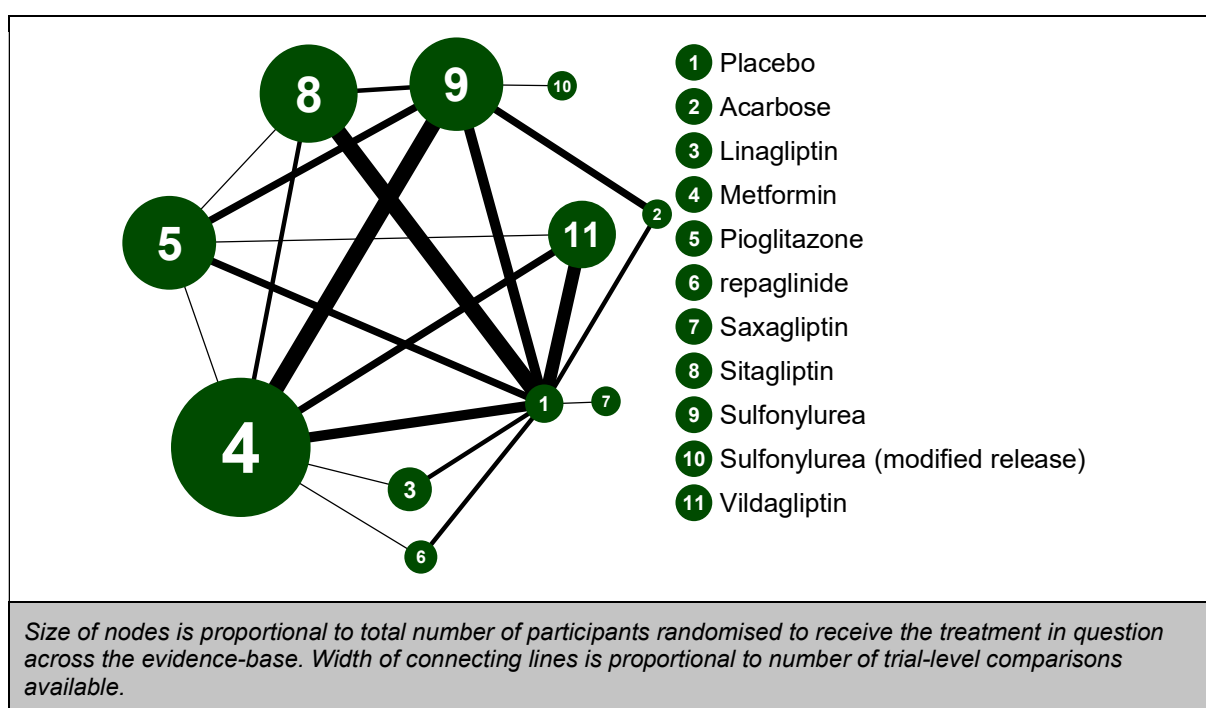 8
9
10
5
11
2
4
1
7
3
6
1 Placebo
2 Acarbose
3 Linagliptin
4 Metformin
5 Pioglitazone
6 repaglinide
7 Saxagliptin
8 Sitagliptin
9 Sulfonylurea
10 Sulfonylurea (modified release)
11 Vildagliptin
Size of nodes is proportional to total number of participants randomised to receive the treatment in question
across the evidence-base. Width of connecting lines is proportional to number of trial-level comparisons
available.